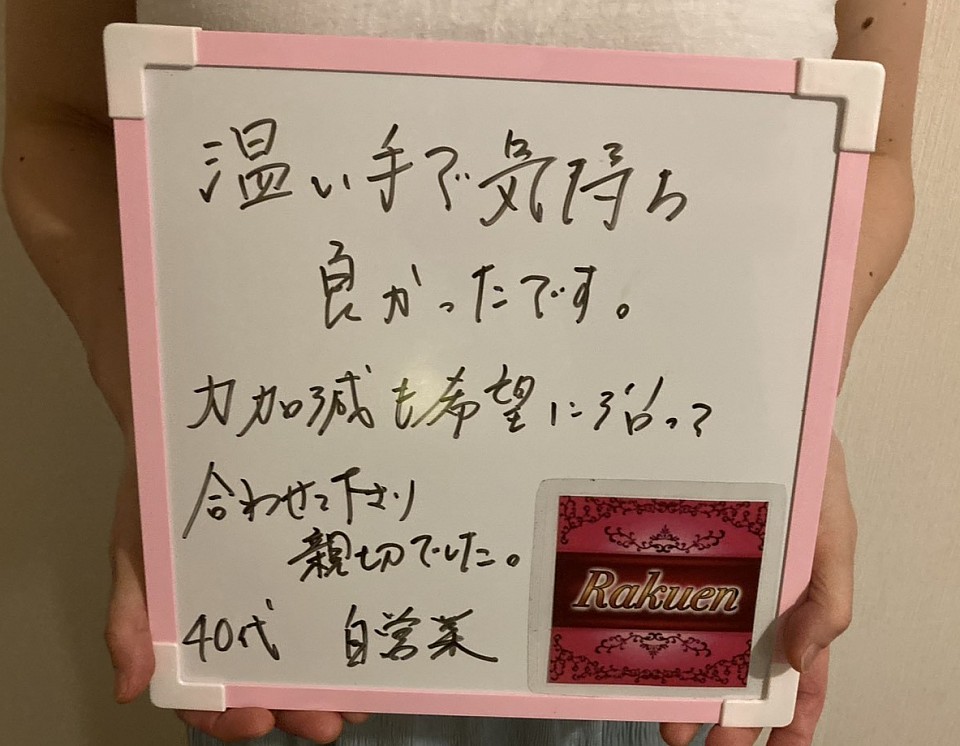 温い手で気持ち
良かったです。
力加減も希望に沿って
合わせて下さり
親切でした。
40代 自営業
Rakuen